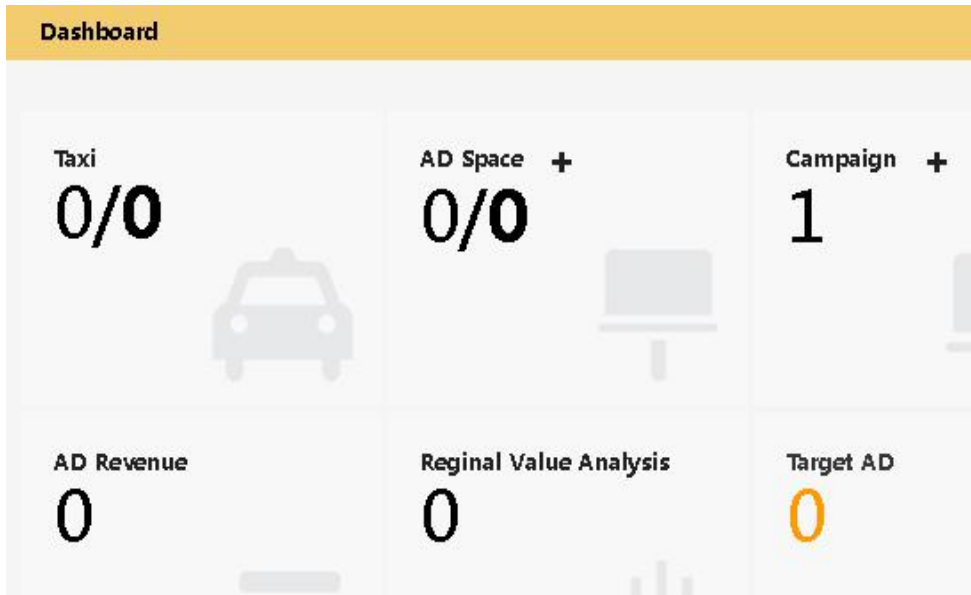 Dashboard
Taxi
0/0
AD Space +
0/0
Campaign +
1
AD Revenue
0
Reginal Value Analysis
0
Target AD
0